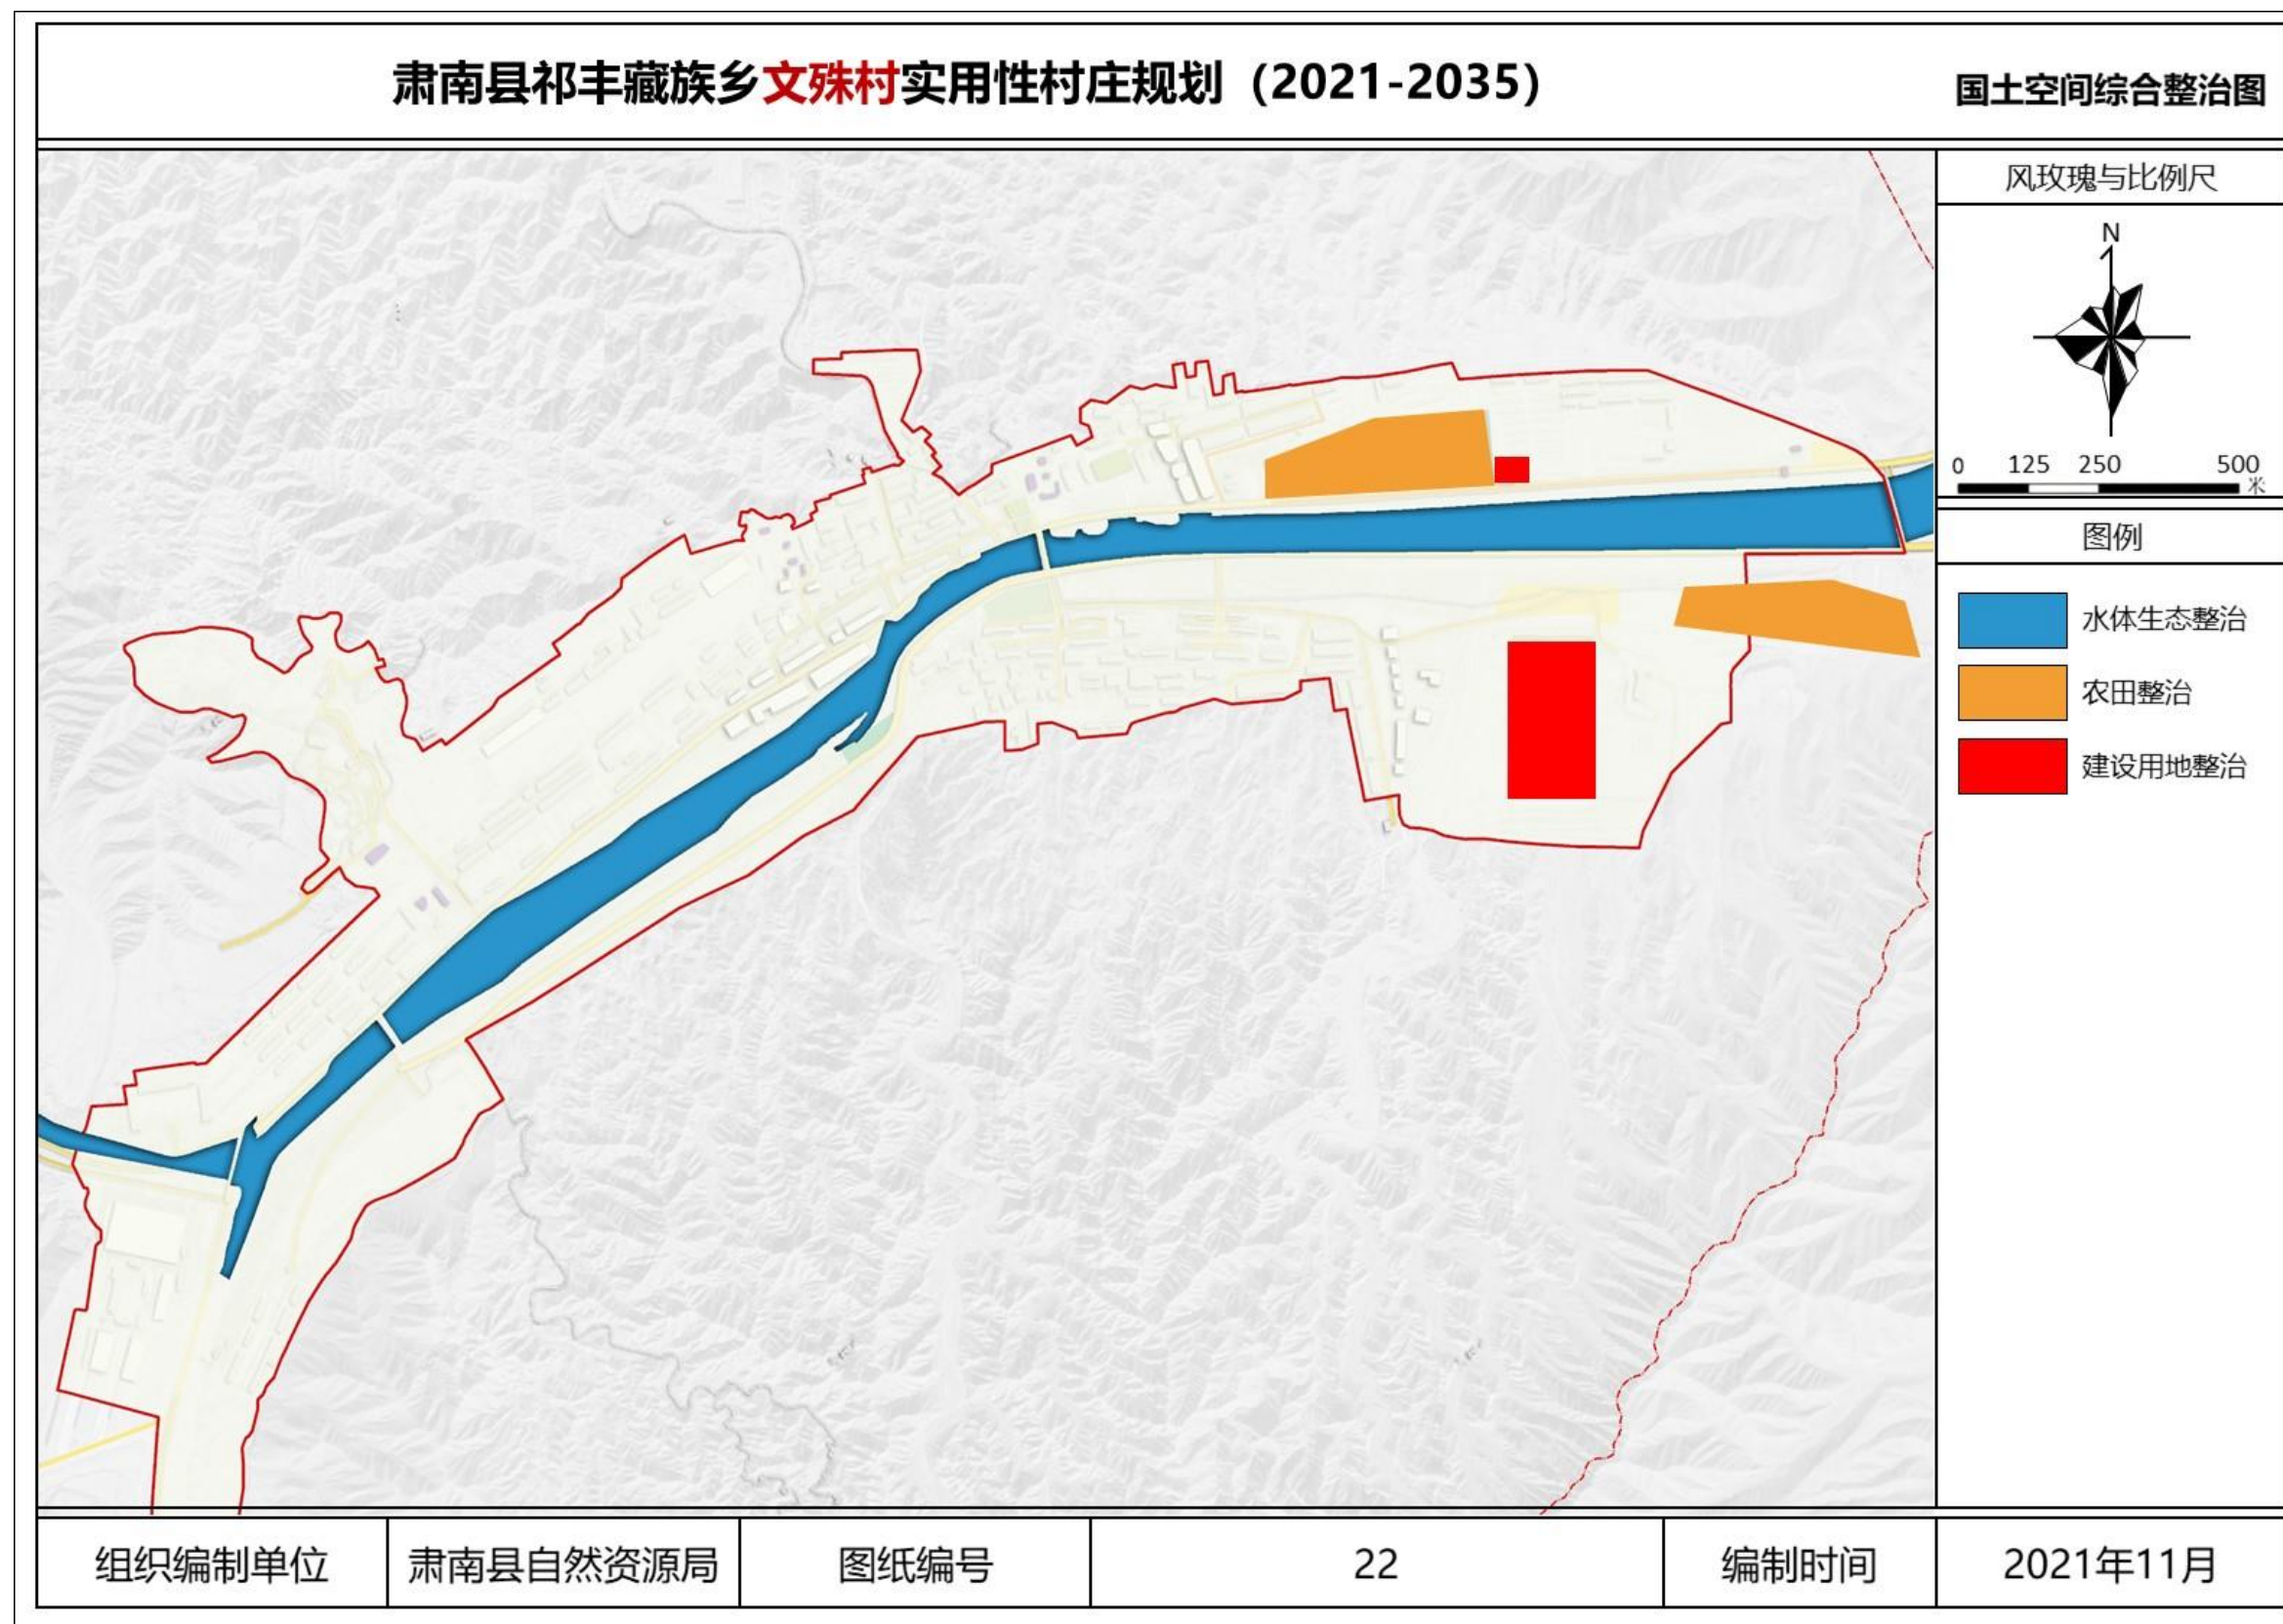 肃南县祁丰藏族乡文殊村实用性村庄规划（2021-2035）
国土空间综合整治图
风玫瑰与比例尺
N
0 125 250 500
米
图例
水体生态整治
农田整治
建设用地整治
组织编制单位 肃南县自然资源局 图纸编号 22 编制时间 2021年11月